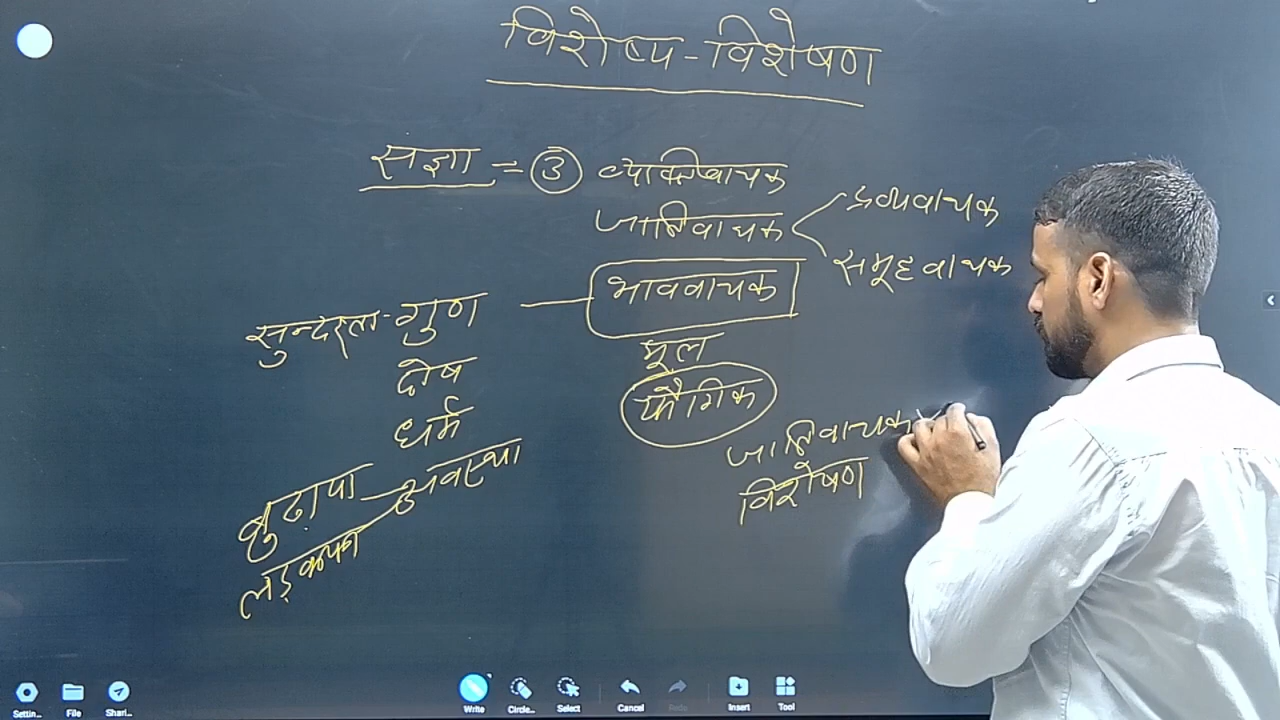 विशेष्य-विशेषण
संज्ञा = ③ व्यक्तिवाचक
जातिवाचक द्रव्यवाचक
समूहवाचक
भाववाचक
सुन्दरता-गुण
दोष
धर्म
अवस्था
बुढ़ापा
लड़कपन
मूल
यौगिक
जातिवाचक
विशेषण
Settin...
File
Shari...
Write
Circle...
Select
Cancel
Redo
Insert
Tool